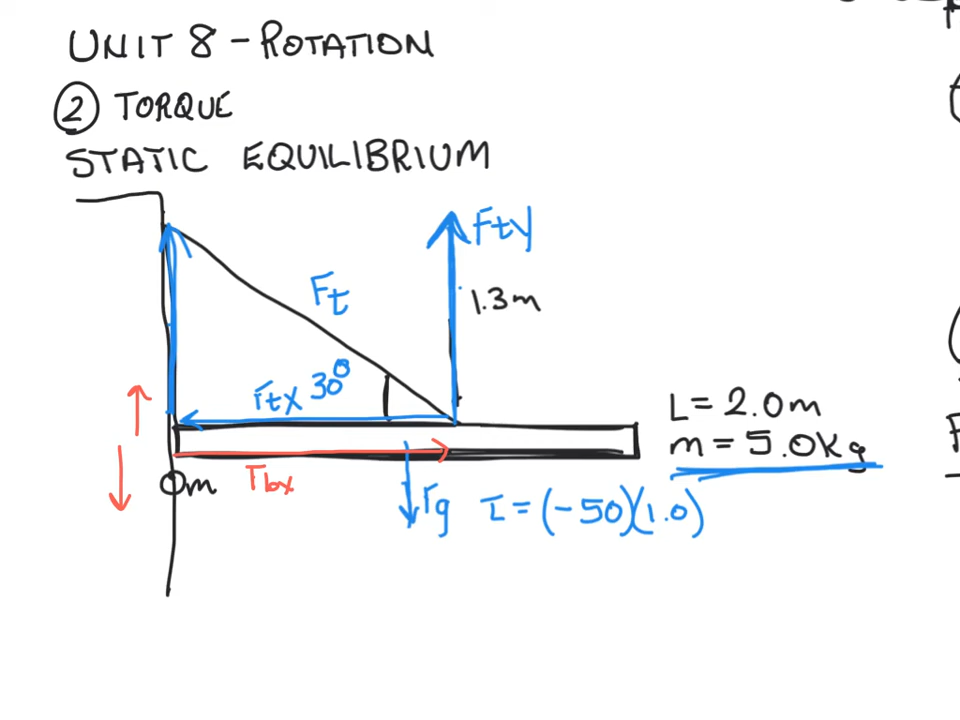 UNIT 8 - ROTATION
② TORQUE
STATIC EQUILIBRIUM
Fty
Ft
1.3m
Ftx 30°
L = 2.0m
m = 5.0kg
0m
Fg τ = (-50)(1.0)